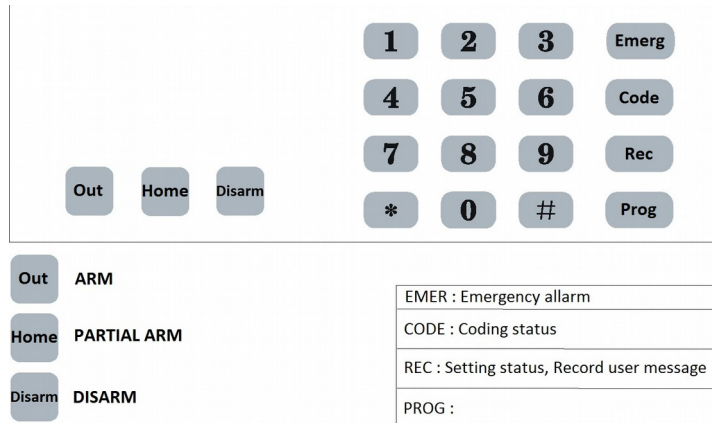 1 2 3 Emerg
4 5 6 Code
7 8 9 Rec
Out Home Disarm
* 0 # Prog
Out ARM
Home PARTIAL ARM
Disarm DISARM
EMER : Emergency allarm
CODE : Coding status
REC : Setting status, Record user message
PROG :